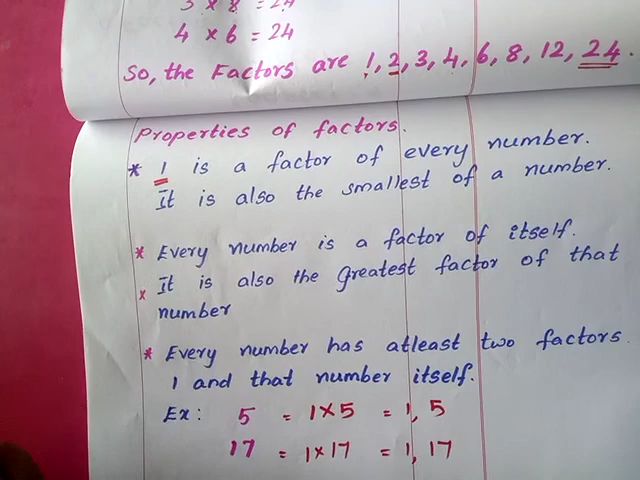 3 × 8 = 24
4 × 6 = 24
So, the Factors are 1, 2, 3, 4, 6, 8, 12, 24.
Properties of factors.
* 1 is a factor of every number.
It is also the smallest of a number.
* Every number is a factor of itself.
x It is also the Greatest factor of that
number
* Every number has atleast two factors
1 and that number itself.
Ex: 5 = 1×5 = 1, 5
17 = 1×17 = 1, 17